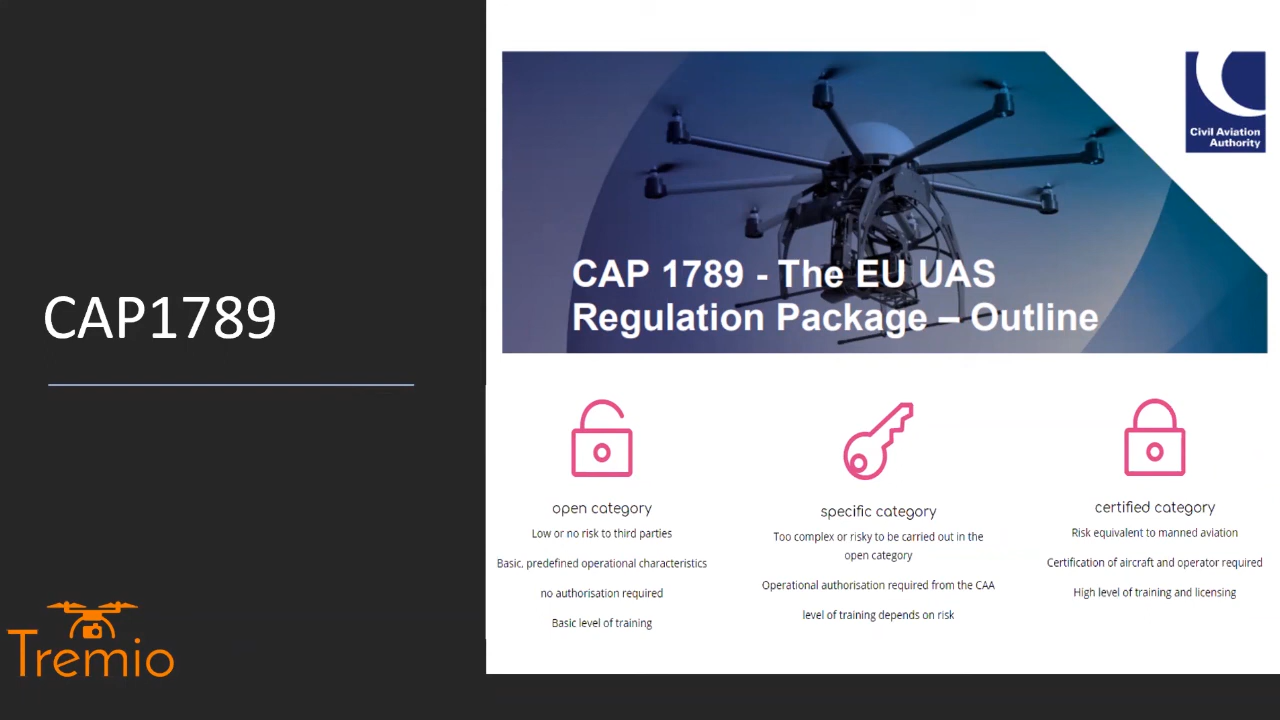 CAP1789
Tremio
Civil Aviation
Authority
CAP 1789 - The EU UAS
Regulation Package – Outline
open category
Low or no risk to third parties
Basic, predefined operational characteristics
no authorisation required
Basic level of training
specific category
Too complex or risky to be carried out in the
open category
Operational authorisation required from the CAA
level of training depends on risk
certified category
Risk equivalent to manned aviation
Certification of aircraft and operator required
High level of training and licensing